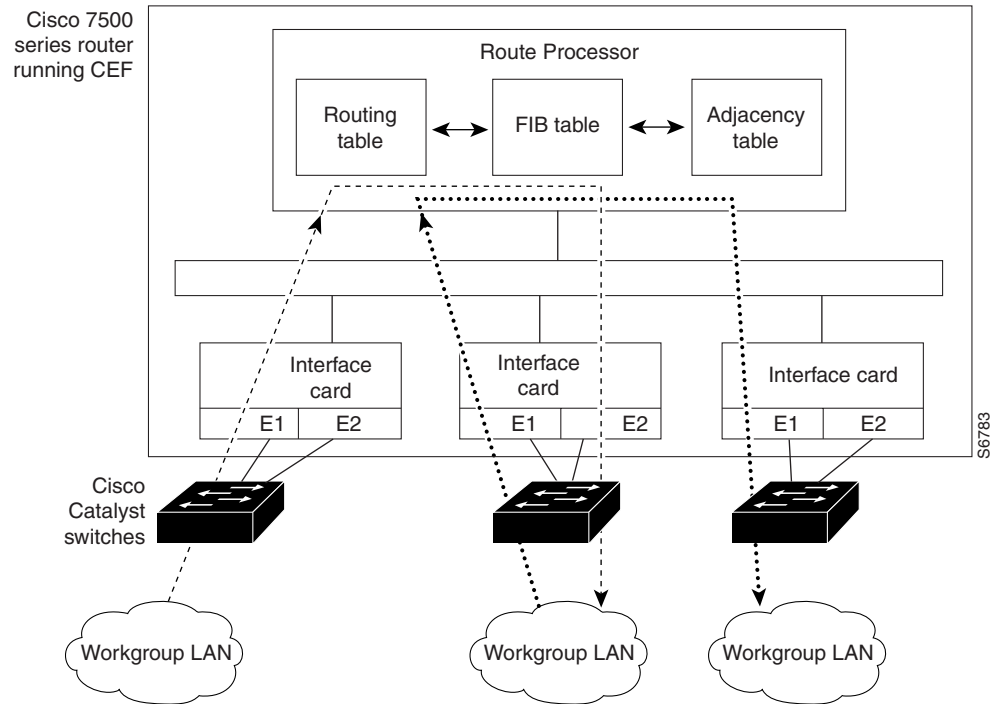 Cisco 7500
series router
running CEF
Route Processor
Routing
table
FIB table
Adjacency
table
Interface
card
E1
E2
Interface
card
E1
E2
Interface card
E1
E2
S6783
Cisco
Catalyst
switches
Workgroup LAN
Workgroup LAN
Workgroup LAN